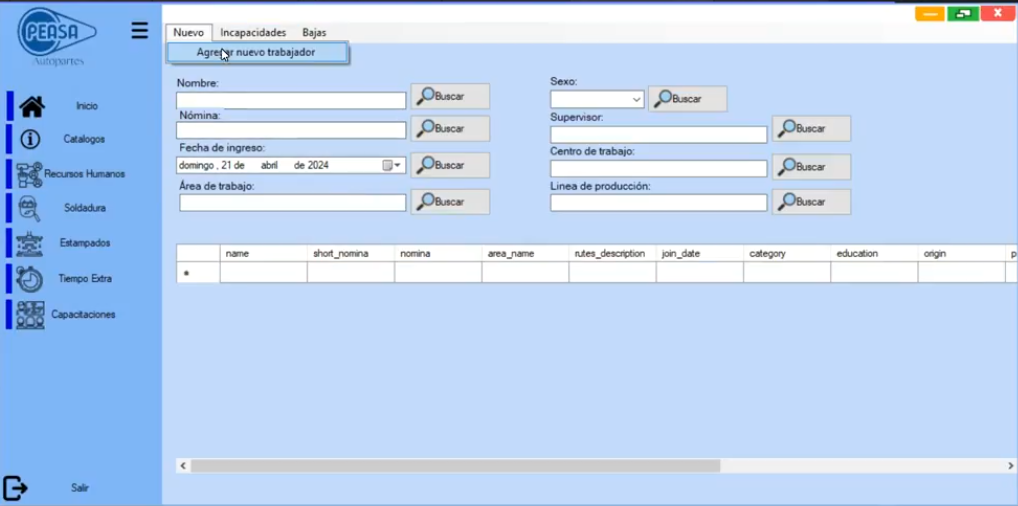 PEASA
Autopartes
Inicio
Catalogos
Recursos Humanos
Soldadura
Estampados
Tiempo Extra
Capacitaciones
Salir
Nuevo Incapacidades Bajas
Agregar nuevo trabajador
Nombre:
Buscar
Nómina:
Buscar
Fecha de ingreso:
domingo , 21 de abril de 2024
Buscar
Área de trabajo:
Buscar
Sexo:
Buscar
Supervisor:
Buscar
Centro de trabajo:
Buscar
Linea de producción:
Buscar
name short_nomina nomina area_name rutes_description join_date category education origin p